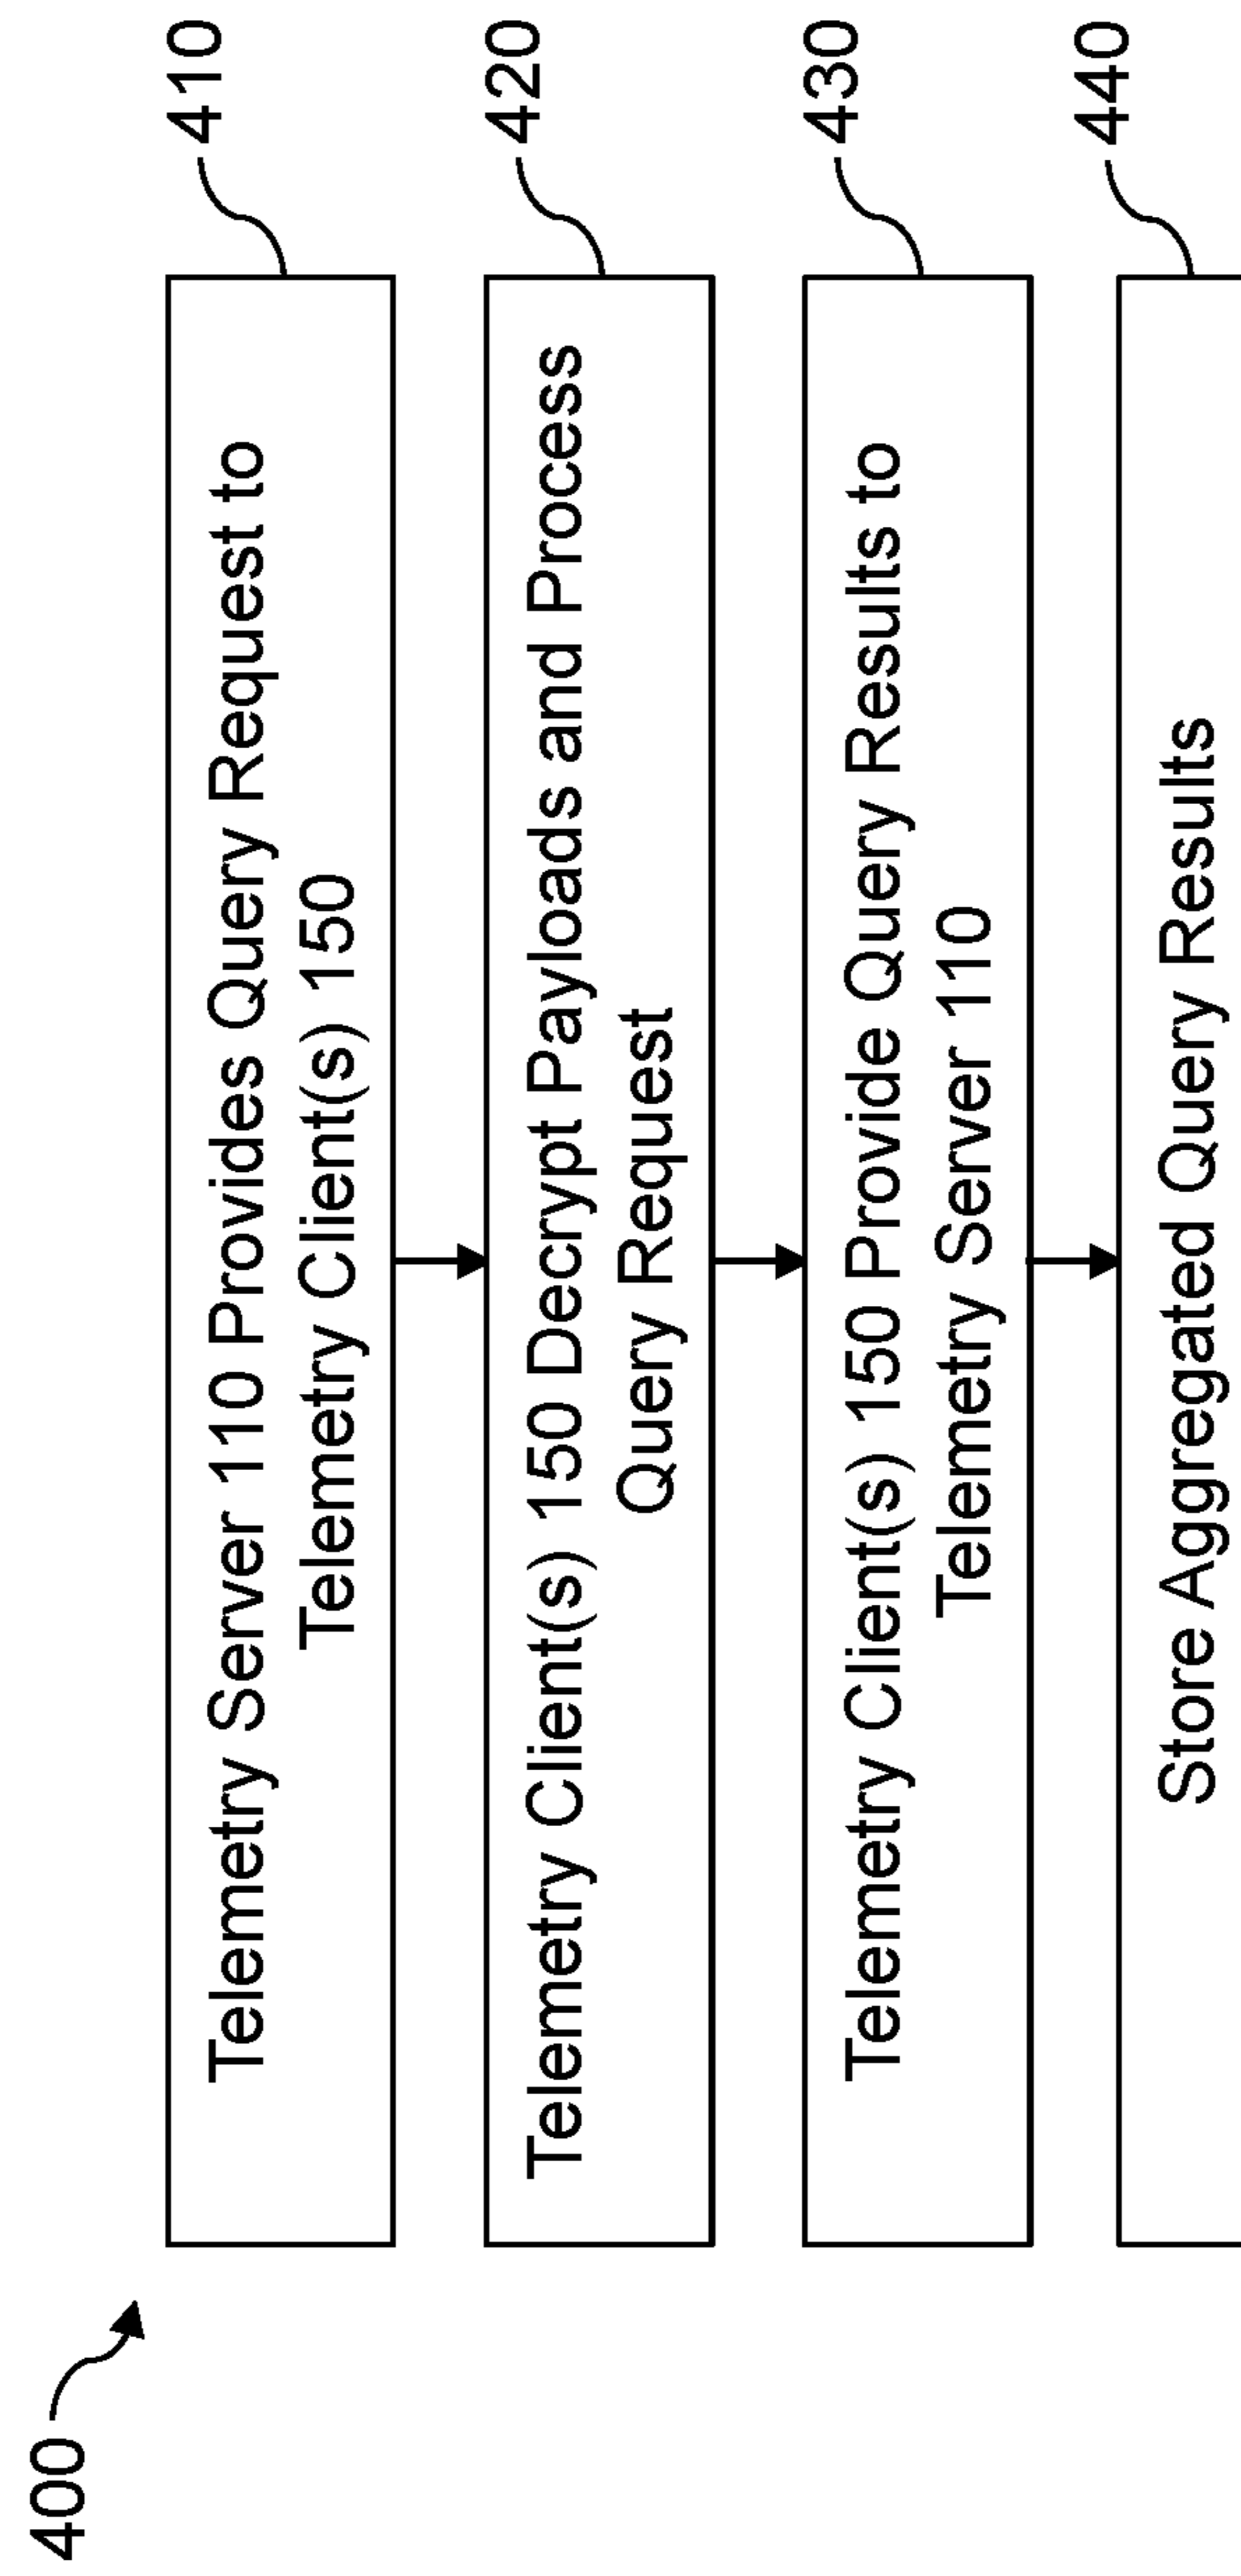 400
Telemetry Server 110 Provides Query Request to
Telemetry Client(s) 150
410
Telemetry Client(s) 150 Decrypt Payloads and Process
Query Request
420
Telemetry Client(s) 150 Provide Query Results to
Telemetry Server 110
430
Store Aggregated Query Results
440